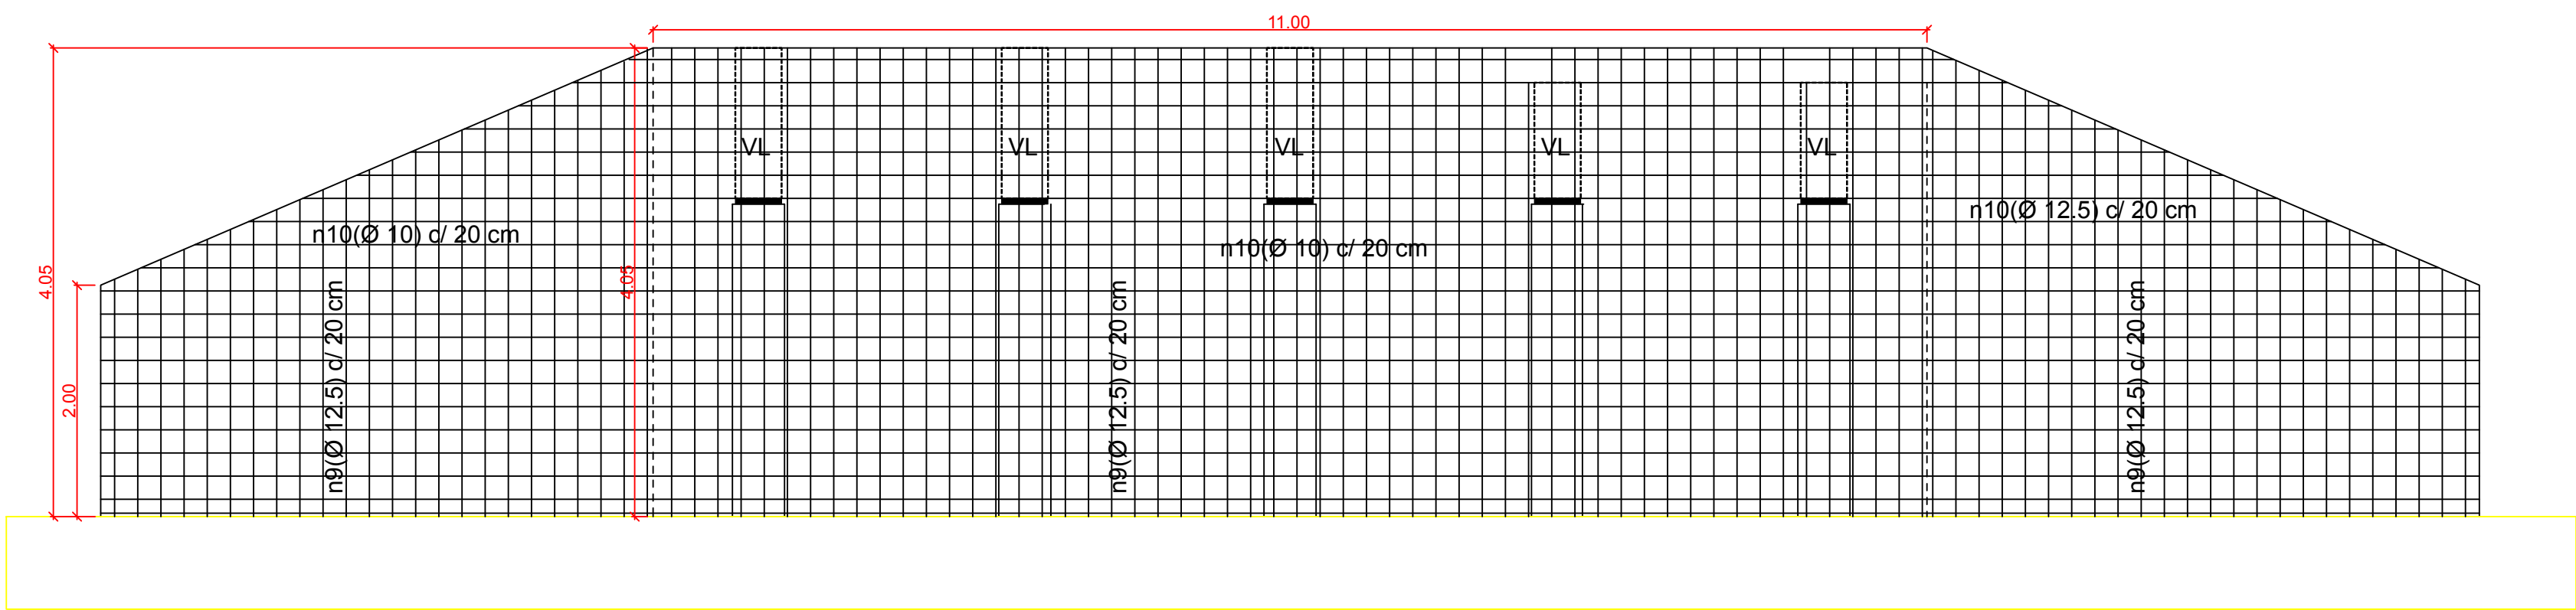 11.00
4.05
4.05
2.00
VL
VL
VL
VL
VL
n10(Ø 10) c/ 20 cm
n10(Ø 10) c/ 20 cm
n10(Ø 12.5) c/ 20 cm
n9(Ø 12.5) c/ 20 cm
n9(Ø 12.5) c/ 20 cm
n9(Ø 12.5) c/ 20 cm